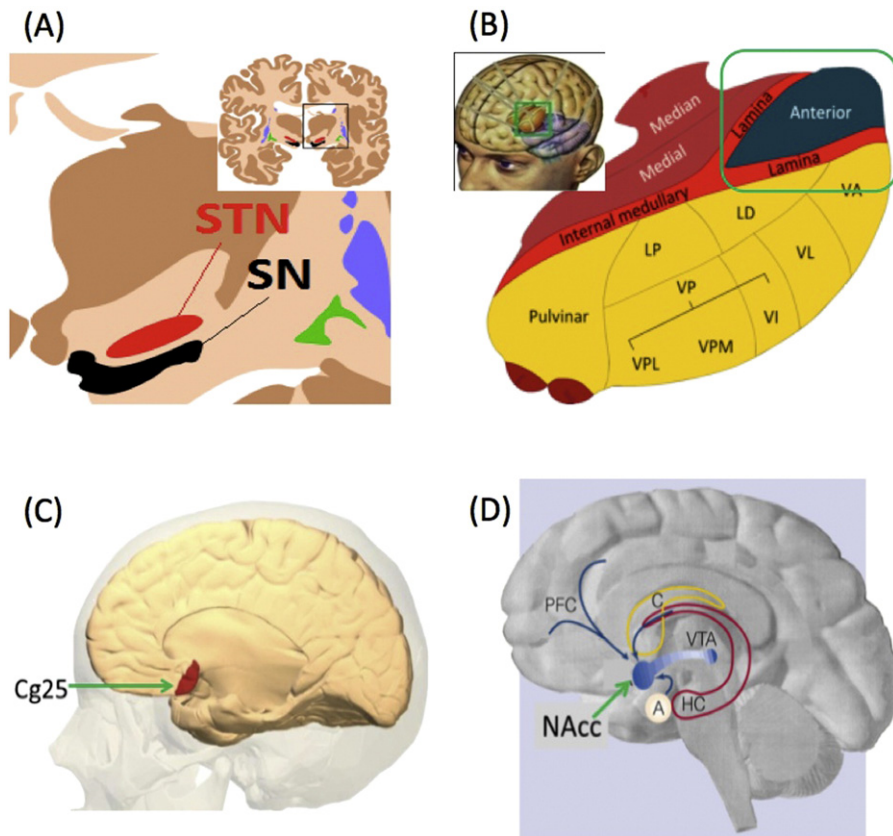 (A)
STN
SN
(B)
Median
Medial
Lamina
Anterior
Internal medullary
Lamina
VA
LD
LP
VL
VP
Pulvinar
VI
VPM
VPL
(C)
Cg25
(D)
PFC
C
VTA
A
HC
NAcc